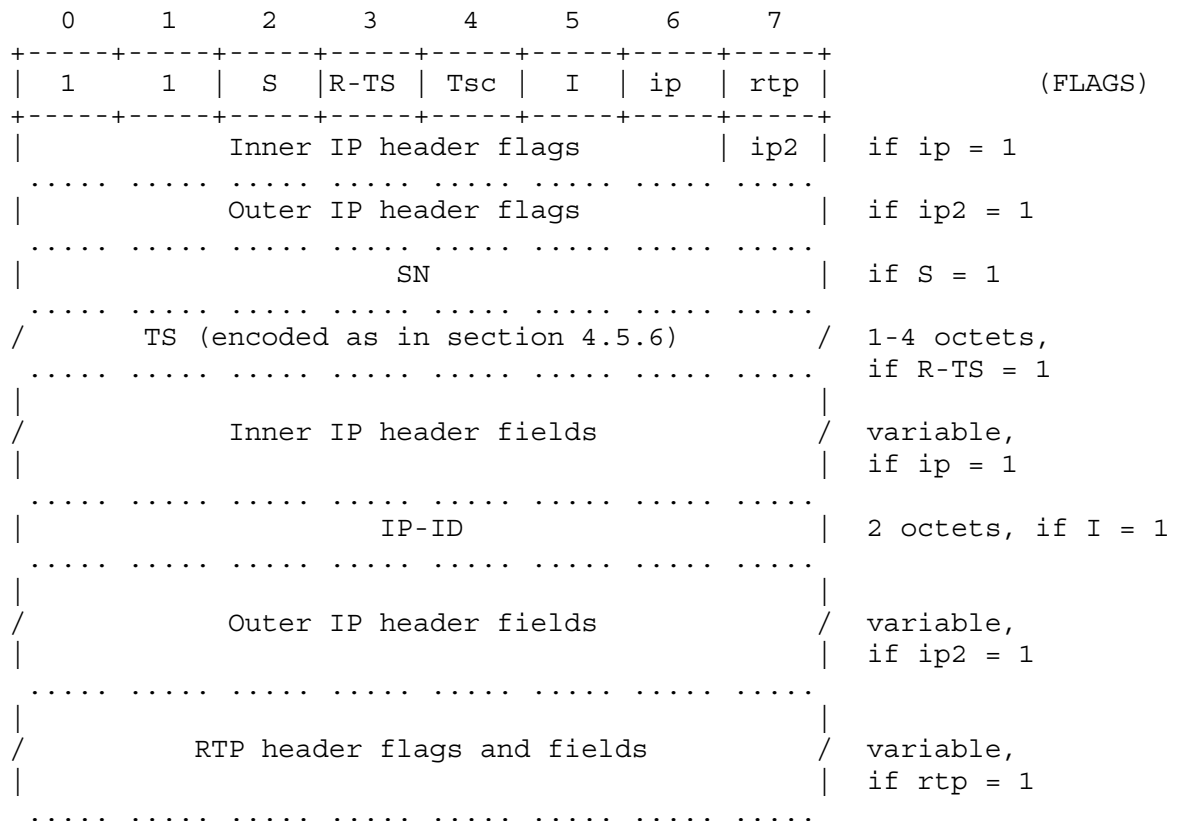 0     1     2     3     4     5     6     7
+-----+-----+-----+-----+-----+-----+-----+-----+
|  1     1  |  S  |R-TS | Tsc |  I  | ip  | rtp |            (FLAGS)
+-----+-----+-----+-----+-----+-----+-----+-----+
|            Inner IP header flags        | ip2 |  if ip = 1
 ..... ..... ..... ..... ..... ..... ..... .....
|            Outer IP header flags              |  if ip2 = 1
 ..... ..... ..... ..... ..... ..... ..... .....
|                      SN                       |  if S = 1
 ..... ..... ..... ..... ..... ..... ..... .....
/       TS (encoded as in section 4.5.6)        /  1-4 octets,
 ..... ..... ..... ..... ..... ..... ..... .....   if R-TS = 1
|                                               |
/            Inner IP header fields             /  variable,
|                                               |  if ip = 1
 ..... ..... ..... ..... ..... ..... ..... .....
|                     IP-ID                     |  2 octets, if I = 1
 ..... ..... ..... ..... ..... ..... ..... .....
|                                               |
/            Outer IP header fields             /  variable,
|                                               |  if ip2 = 1
 ..... ..... ..... ..... ..... ..... ..... .....
|                                               |
/          RTP header flags and fields          /  variable,
|                                               |  if rtp = 1
 ..... ..... ..... ..... ..... ..... ..... .....